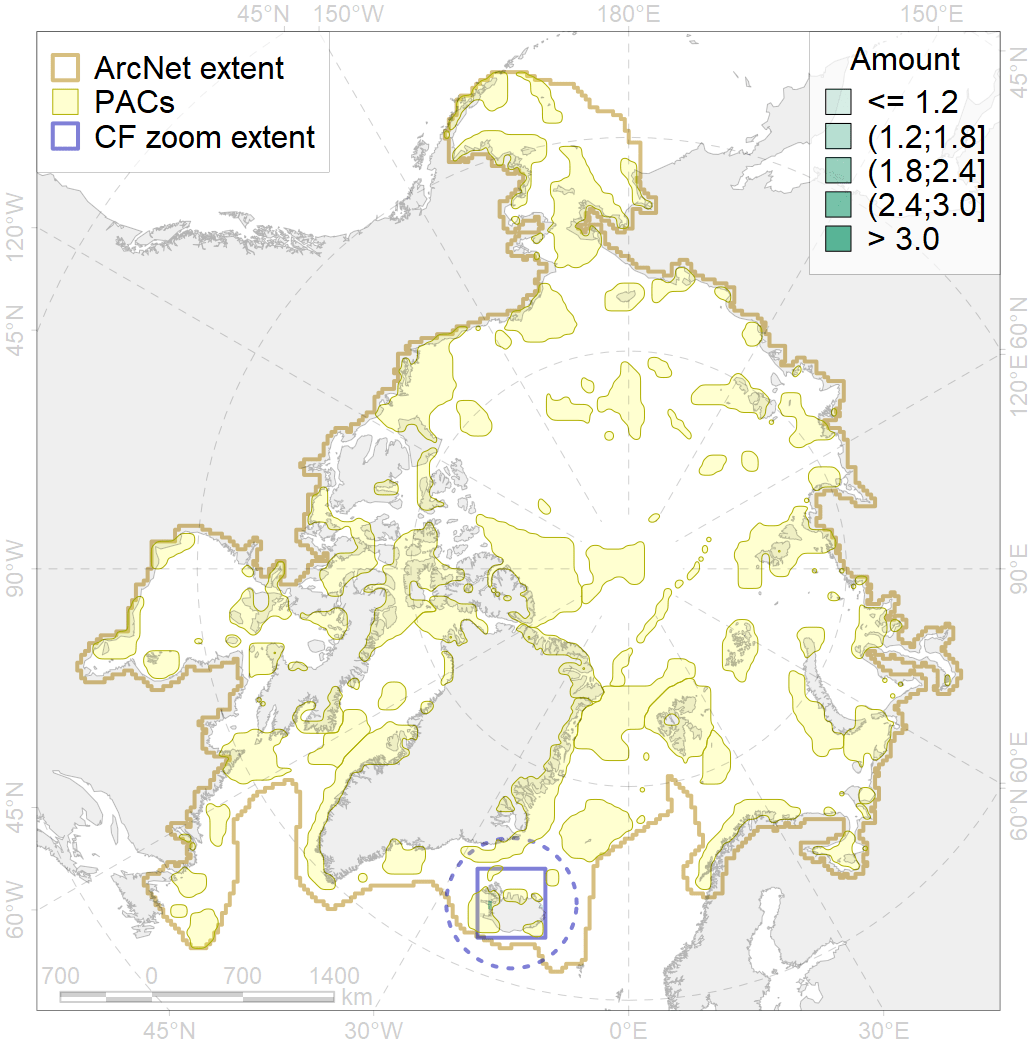 45°N 150°W 180°E 150°E
ArcNet extent
PACs
CF zoom extent
Amount
<= 1.2
(1.2;1.8]
(1.8;2.4]
(2.4;3.0]
> 3.0
45°N
120°W
60°N
45°N
120°E
90°W
90°E
60°E
45°N
60°N
60°W
700 0 700 1400
km
45°N 30°W 0°E 30°E